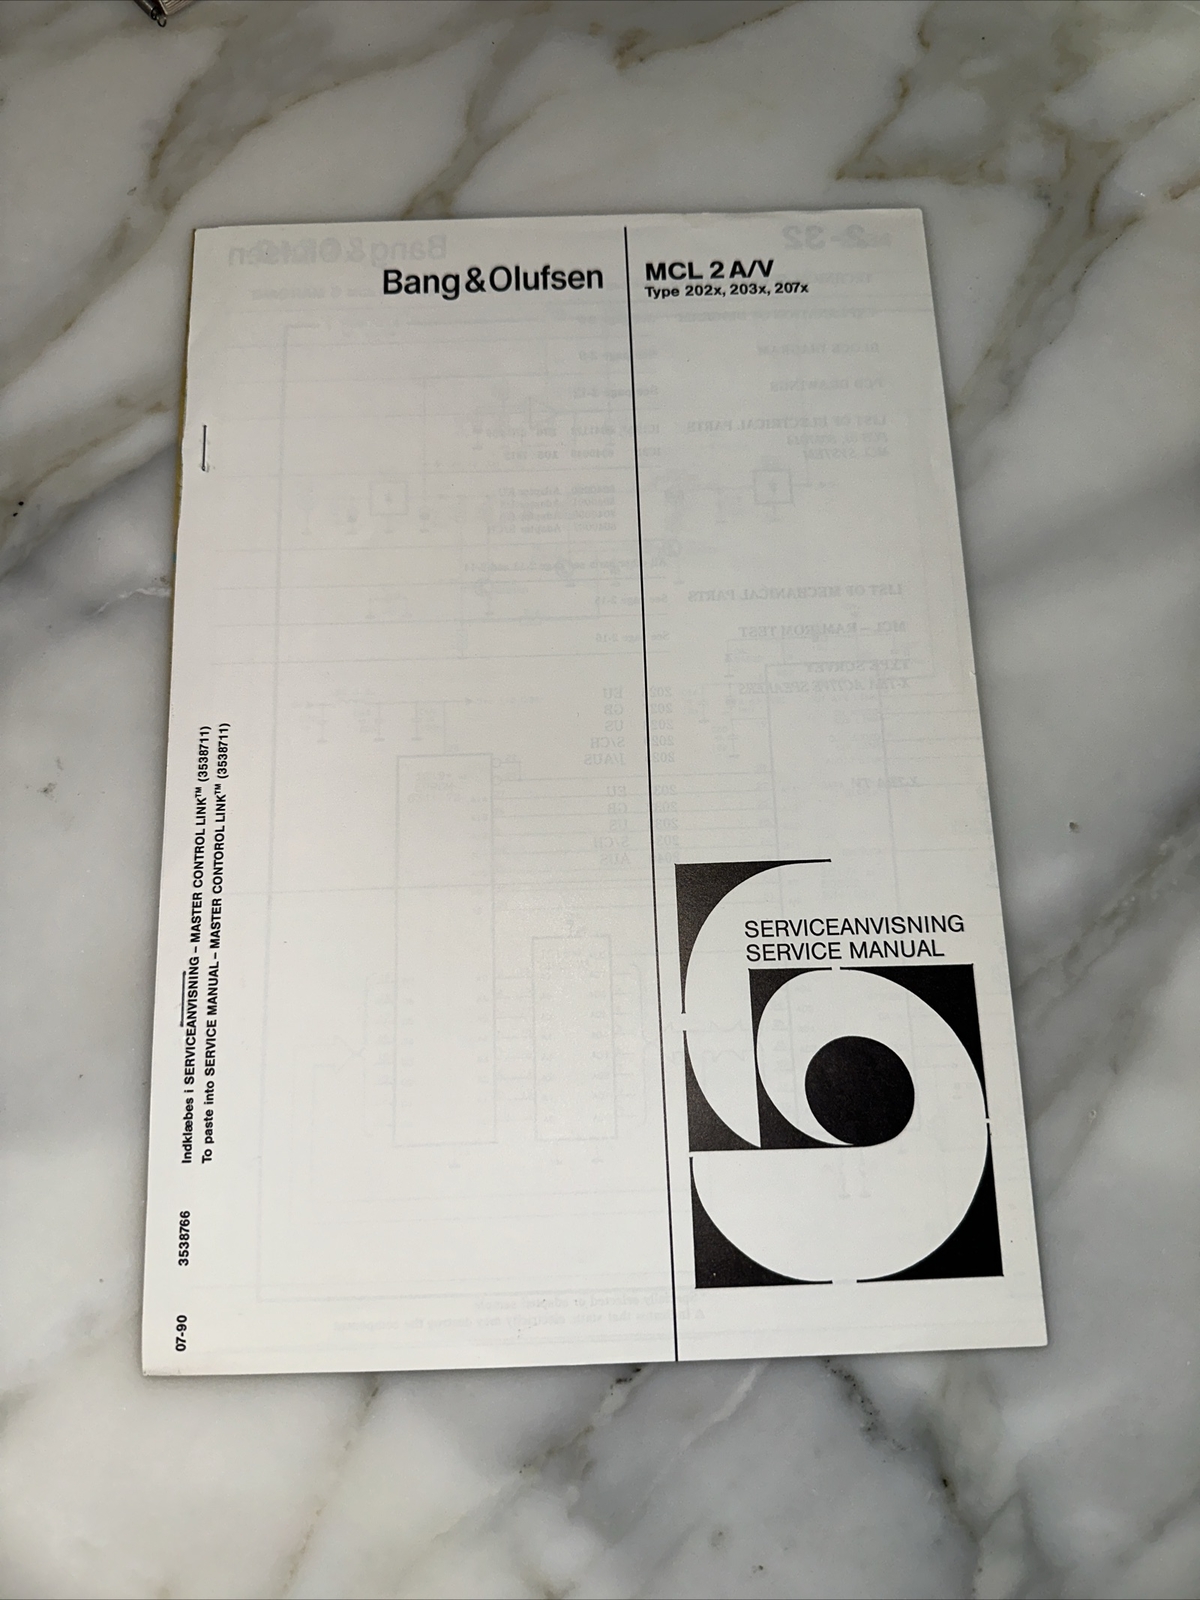 Bang & Olufsen
MCL 2 A/V
Type 202x, 203x, 207x
SERVICEANVISNING
SERVICE MANUAL
Indklæbes i SERVICEANVISNING – MASTER CONTROL LINK™ (3538711)
To paste into SERVICE MANUAL – MASTER CONTOROL LINK™ (3538711)
3538766
07-90